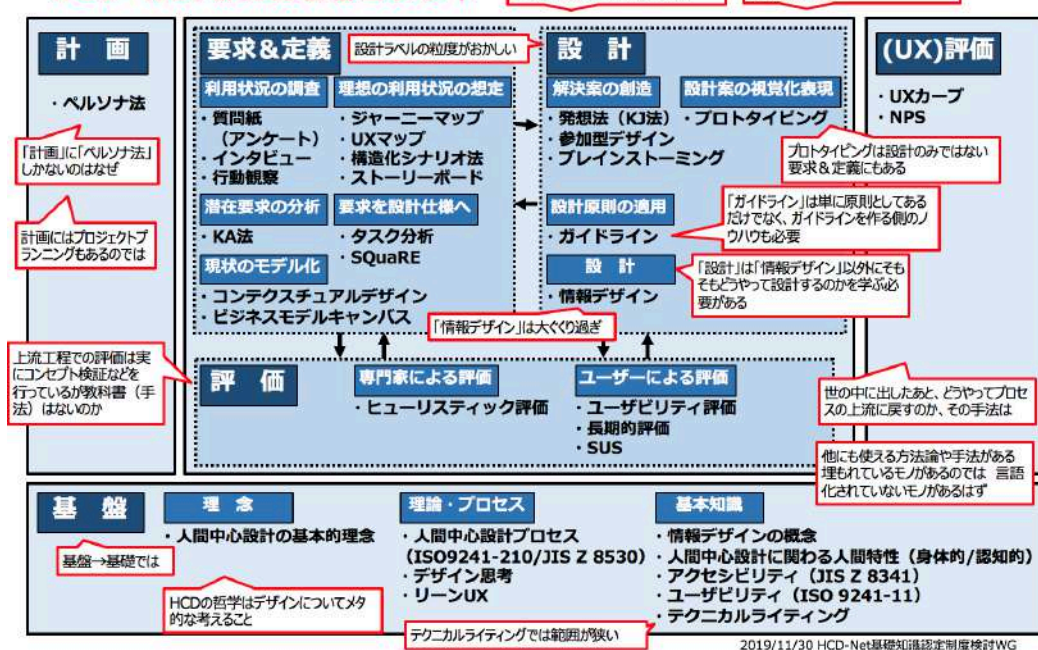 計 画
・ペルソナ法
「計画」に「ペルソナ法」
しかないのはなぜ
計画にはプロジェクトプ
ランニングもあるのでは
要求&定義
設計ラベルの粒度がおかしい
利用状況の調査
・質問紙
(アンケート)
・インタビュー
・行動観察
理想の利用状況の想定
・ジャーニーマップ
・UXマップ
・構造化シナリオ法
・ストーリーボード
潜在要求の分析
・KA法
要求を設計仕様へ
・タスク分析
・SQuaRE
現状のモデル化
・コンテクスチュアルデザイン
・ビジネスモデルキャンバス
設 計
解決案の創造
・発想法(KJ法)
・参加型デザイン
・ブレインストーミング
設計案の視覚化表現
・プロトタイピング
プロトタイピングは設計のみではない
要求&定義にもある
設計原則の適用
・ガイドライン
「ガイドライン」は単に原則としてある
だけでなく、ガイドラインを作る側のノ
ウハウも必要
設 計
・情報デザイン
「設計」は「情報デザイン」以外にそも
そもどうやって設計するのかを学ぶ必
要がある
「情報デザイン」は大ぐくり過ぎ
(UX)評価
・UXカーブ
・NPS
上流工程での評価は実
にコンセプト検証などを
行っているが教科書(手
法)はないのか
評 価
専門家による評価
・ヒューリスティック評価
ユーザーによる評価
・ユーザビリティ評価
・長期的評価
・SUS
世の中に出したあと、どうやってプロセ
スの上流に戻すのか、その手法は
他にも使える方法論や手法がある
埋もれているモノがあるのでは 言語
化されていないモノがあるはず
基 盤
基盤→基礎では
理 念
・人間中心設計の基本的理念
HCDの哲学はデザインについてメタ
的な考えること
理論・プロセス
・人間中心設計プロセス
(ISO9241-210/JIS Z 8530)
・デザイン思考
・リーンUX
テクニカルライティングでは範囲が狭い
基本知識
・情報デザインの概念
・人間中心設計に関わる人間特性(身体的/認知的)
・アクセシビリティ(JIS Z 8341)
・ユーザビリティ(ISO 9241-11)
・テクニカルライティング
2019/11/30 HCD-Net基礎知識認定制度検討WG